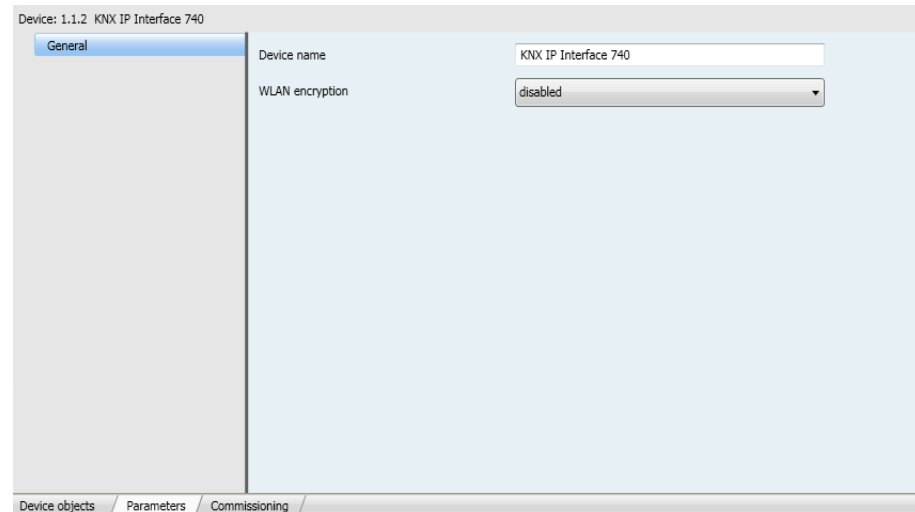 Device: 1.1.2 KNX IP Interface 740
General
Device name
KNX IP Interface 740
WLAN encryption
disabled
Device objects / Parameters / Commissioning /